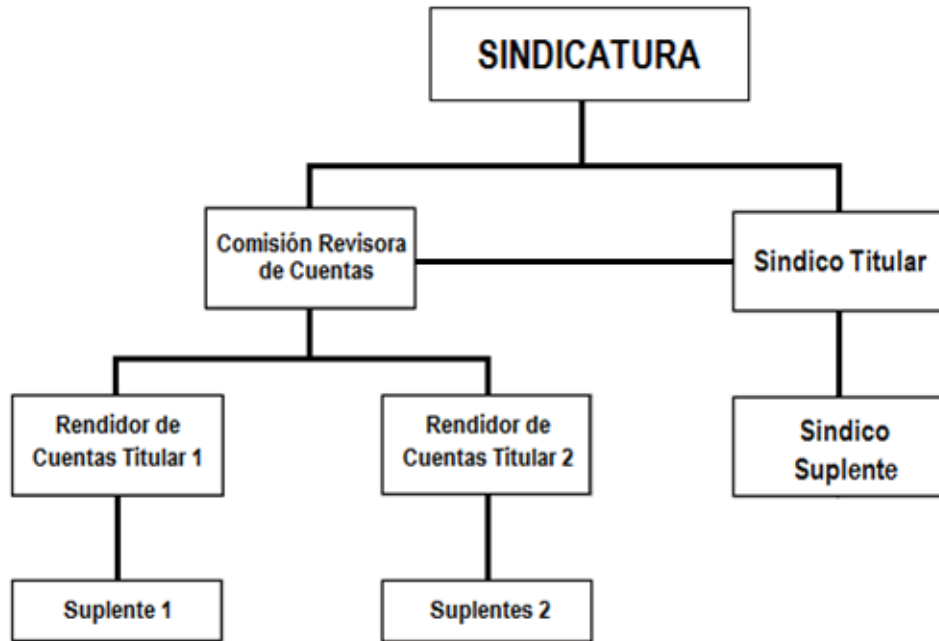 SINDICATURA
Comisión Revisora
de Cuentas
Sindico Titular
Rendidor de
Cuentas Titular 1
Rendidor de
Cuentas Titular 2
Sindico
Suplente
Suplente 1
Suplentes 2